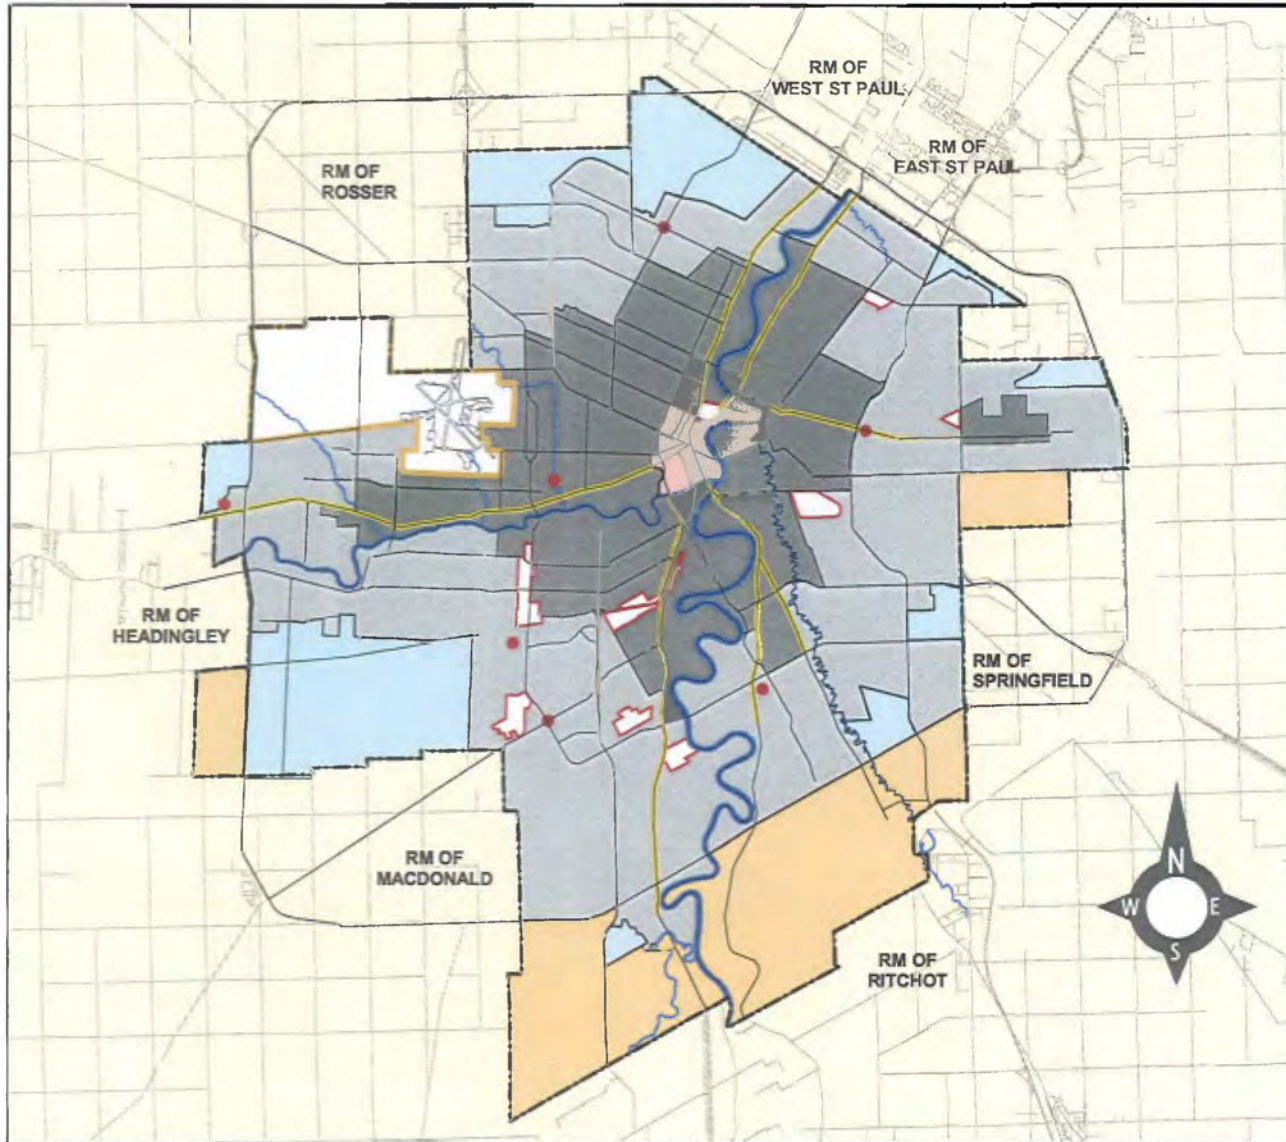 RM OF
WEST ST PAUL
RM OF
EAST ST PAUL
RM OF
ROSSER
RM OF
HEADINGLEY
RM OF
SPRINGFIELD
RM OF
MACDONALD
RM OF
RITCHOT
N
W E
S